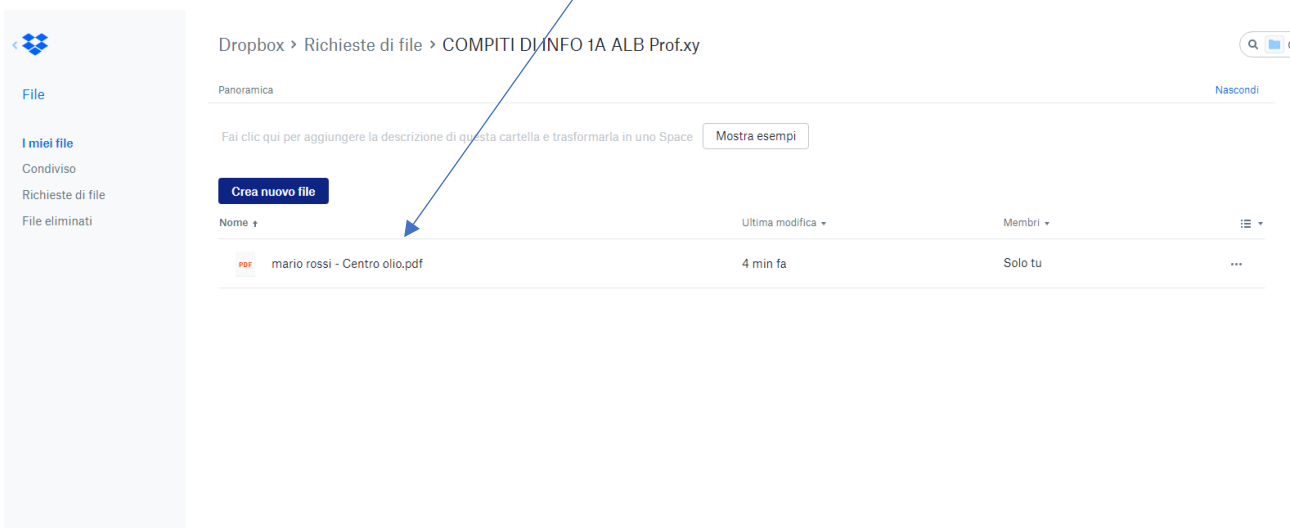 Dropbox > Richieste di file > COMPITI DI INFO 1A ALB Prof.xy
File
Panoramica
Nascondi
Fai clic qui per aggiungere la descrizione di questa cartella e trasformarla in uno Space
Mostra esempi
I miei file
Condiviso
Richieste di file
File eliminati
Crea nuovo file
Nome
Ultima modifica
Membri
PDF mario rossi - Centro olio.pdf
4 min fa
Solo tu